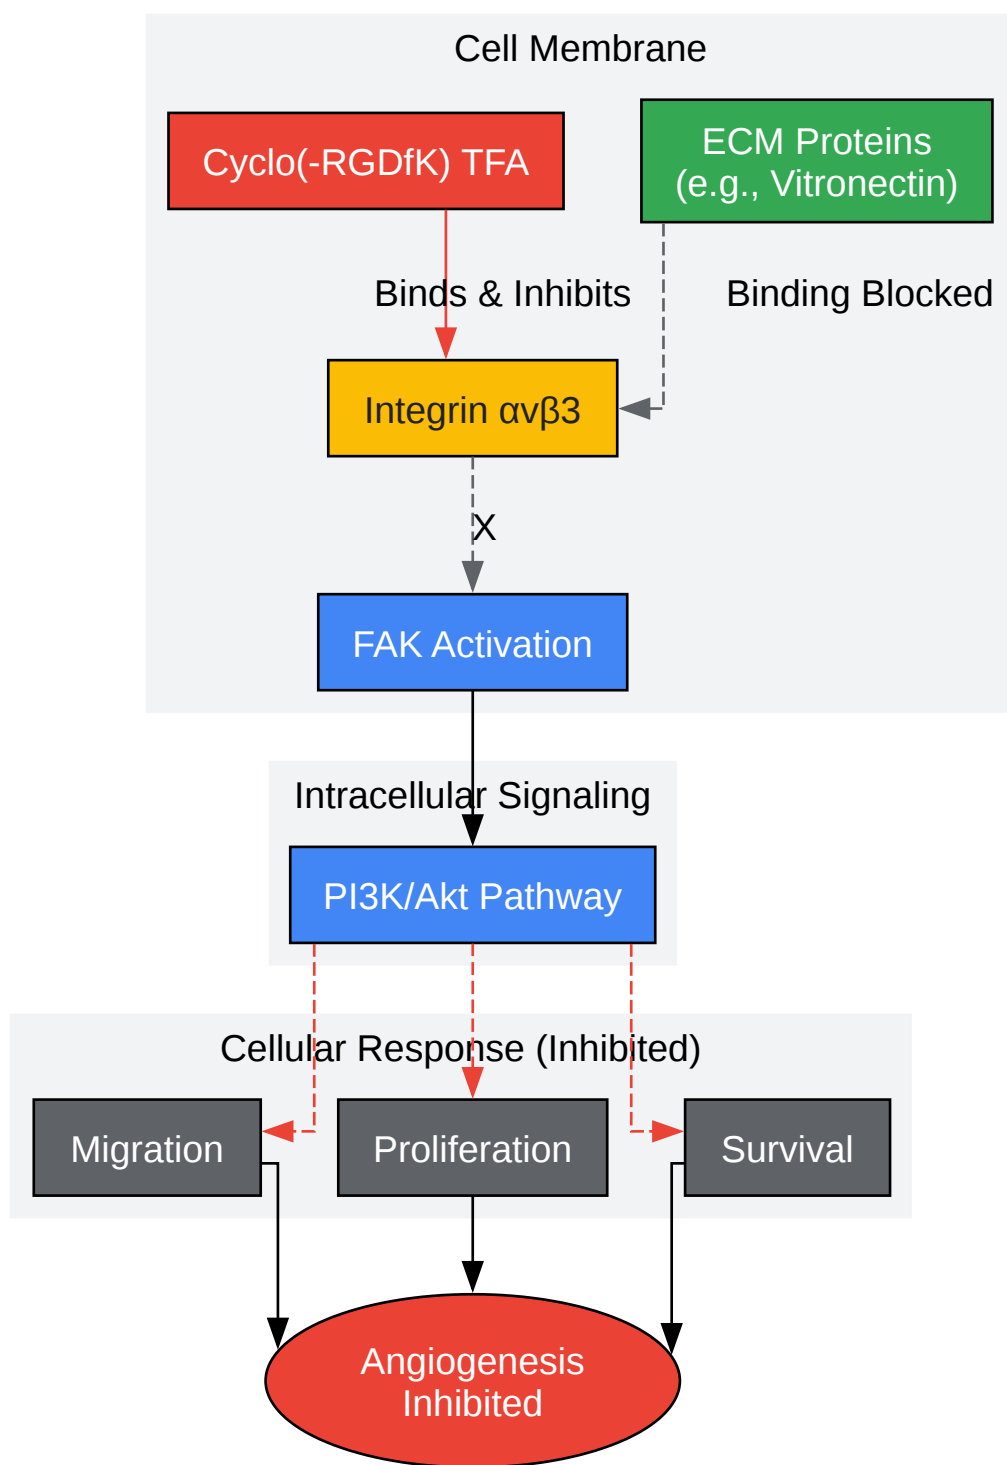 Cell Membrane
Cyclo(-RGDfK) TFA
ECM Proteins
(e.g., Vitronectin)
Binds & Inhibits
Binding Blocked
Integrin αvβ3
X
FAK Activation
Intracellular Signaling
PI3K/Akt Pathway
Cellular Response (Inhibited)
Migration
Proliferation
Survival
Angiogenesis
Inhibited